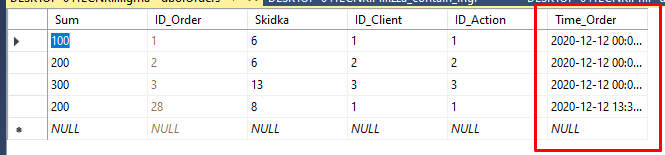 Sum ID_Order Skidka ID_Client ID_Action Time_Order
100 1 6 1 1 2020-12-12 00:0...
200 2 6 2 2 2020-12-12 00:0...
300 3 13 3 3 2020-12-12 00:0...
200 28 8 1 1 2020-12-12 13:3...
NULL NULL NULL NULL NULL NULL